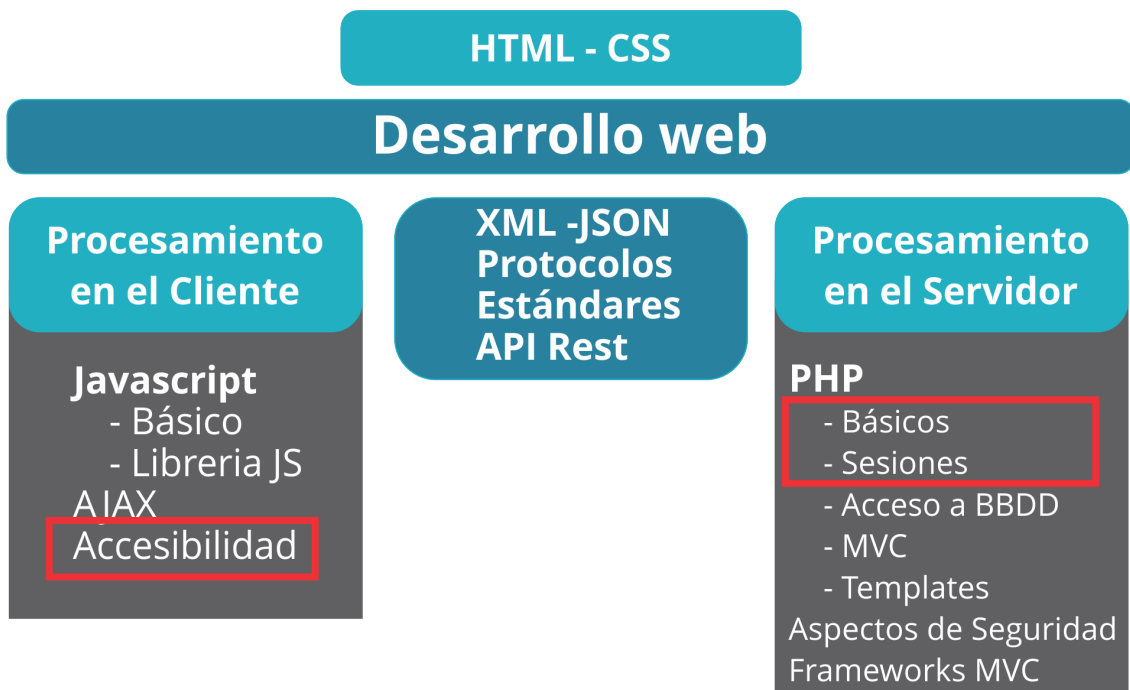 HTML - CSS
Desarrollo web
Procesamiento
en el Cliente
Javascript
- Básico
- Libreria JS
AJAX
Accesibilidad
XML -JSON
Protocolos
Estándares
API Rest
Procesamiento
en el Servidor
PHP
- Básicos
- Sesiones
- Acceso a BBDD
- MVC
- Templates
Aspectos de Seguridad
Frameworks MVC